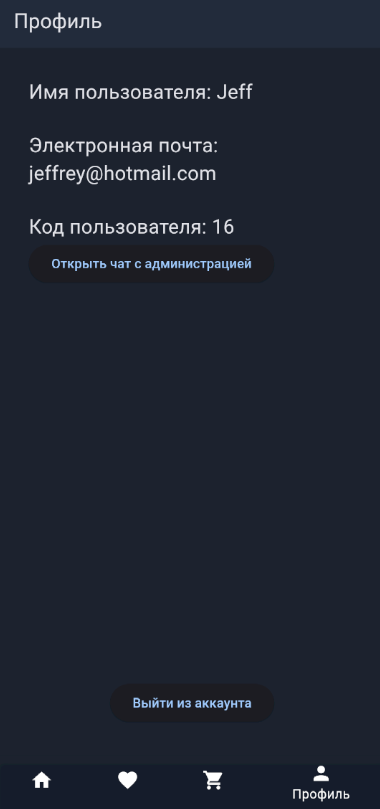 Профиль
Имя пользователя: Jeff
Электронная почта:
jeffrey@hotmail.com
Код пользователя: 16
Открыть чат с администрацией
Выйти из аккаунта
Профиль